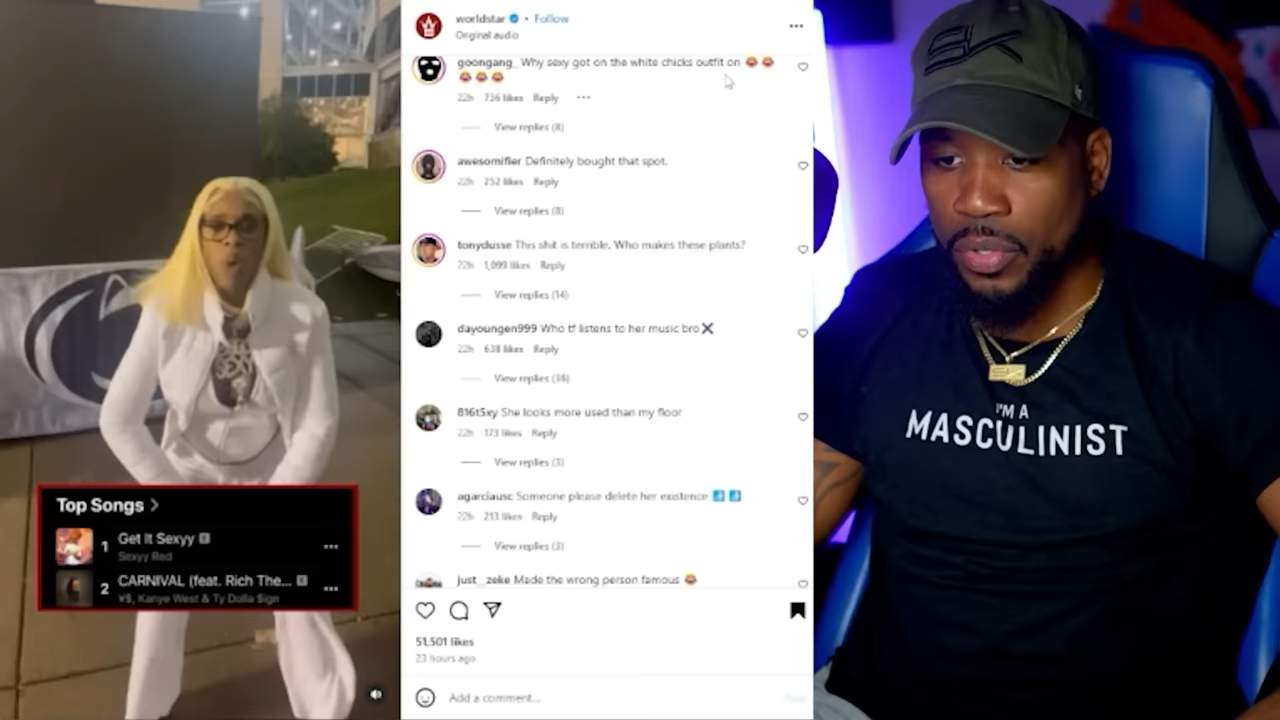 Top Songs >
1 Get It Sexyy E
Sexyy Red
2 CARNIVAL (feat. Rich The... E
¥$, Kanye West & Ty Dolla $ign
worldstar • Follow
Original audio
goongang_ Why sexy got on the white chicks outfit on 😂😂
😂😂😂
22h 736 likes Reply ...
View replies (8)
awesomifier Definitely bought that spot.
22h 252 likes Reply
View replies (8)
tonydusse This shit is terrible. Who makes these plants?
22h 1,099 likes Reply
View replies (14)
dayoungen999 Who tf listens to her music bro
22h 631 likes Reply
View replies (36)
816t5xy She looks more used than my floor
22h 173 likes Reply
View replies (3)
agarciausc Someone please delete her existence
22h 213 likes Reply
View replies (3)
just_zeke Made the wrong person famous 😂
51,501 likes
23 hours ago
Add a comment...
I'M A
MASCULINIST